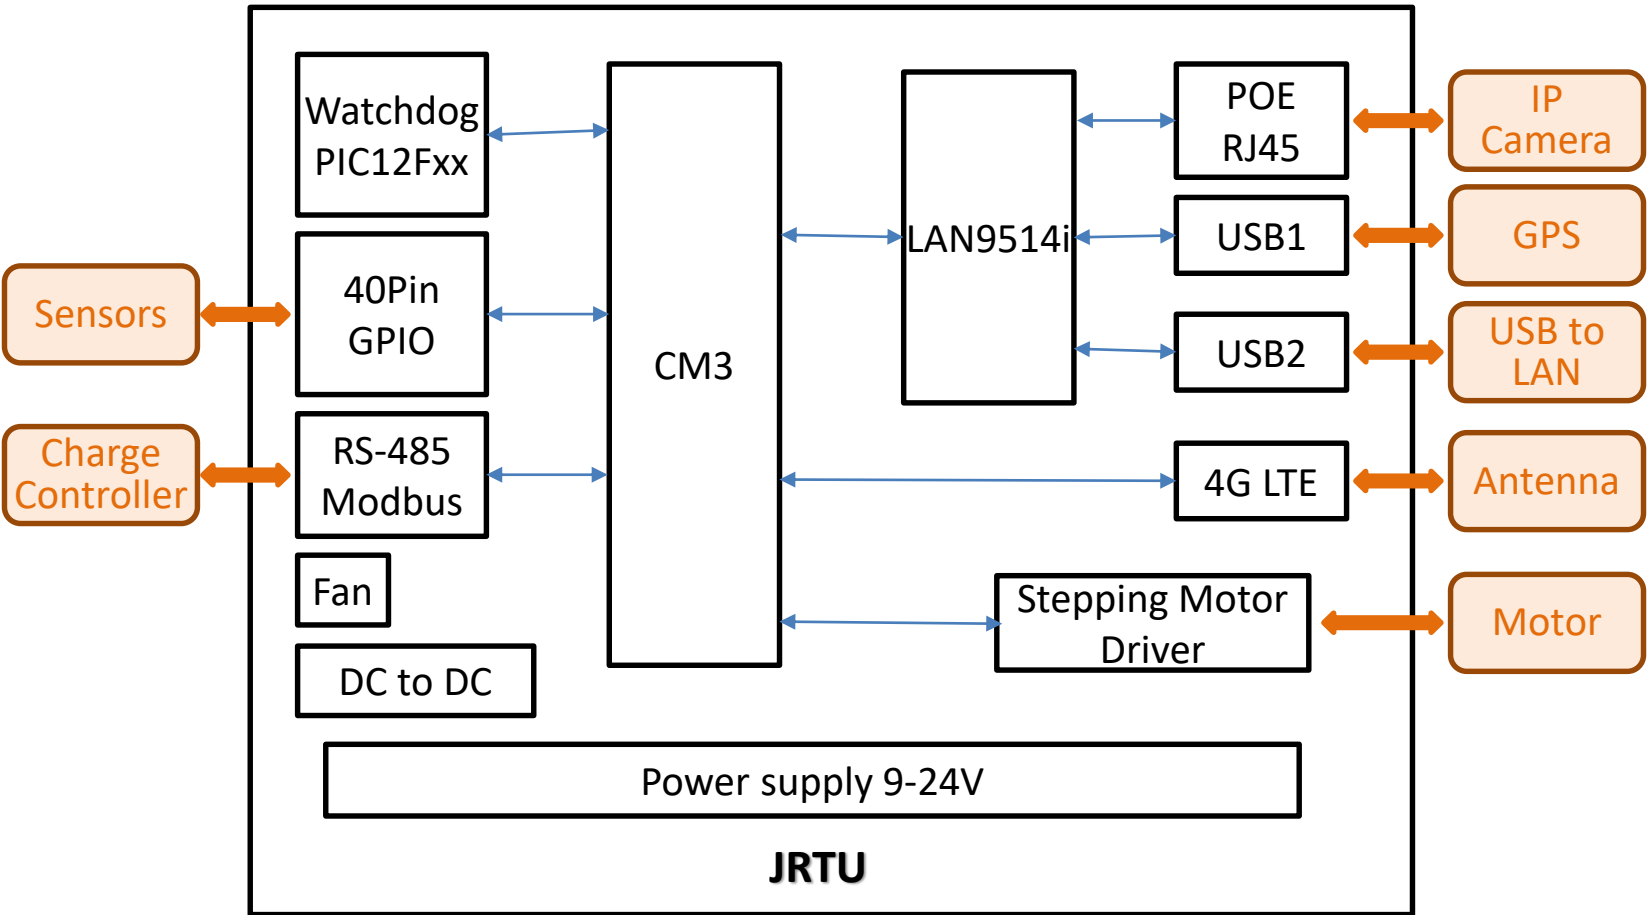 Watchdog
PIC12Fxx
40Pin
GPIO
RS-485
Modbus
Fan
DC to DC
Sensors
Charge
Controller
CM3
LAN9514i
POE
RJ45
USB1
USB2
4G LTE
Stepping Motor
Driver
IP
Camera
GPS
USB to
LAN
Antenna
Motor
Power supply 9-24V
JRTU